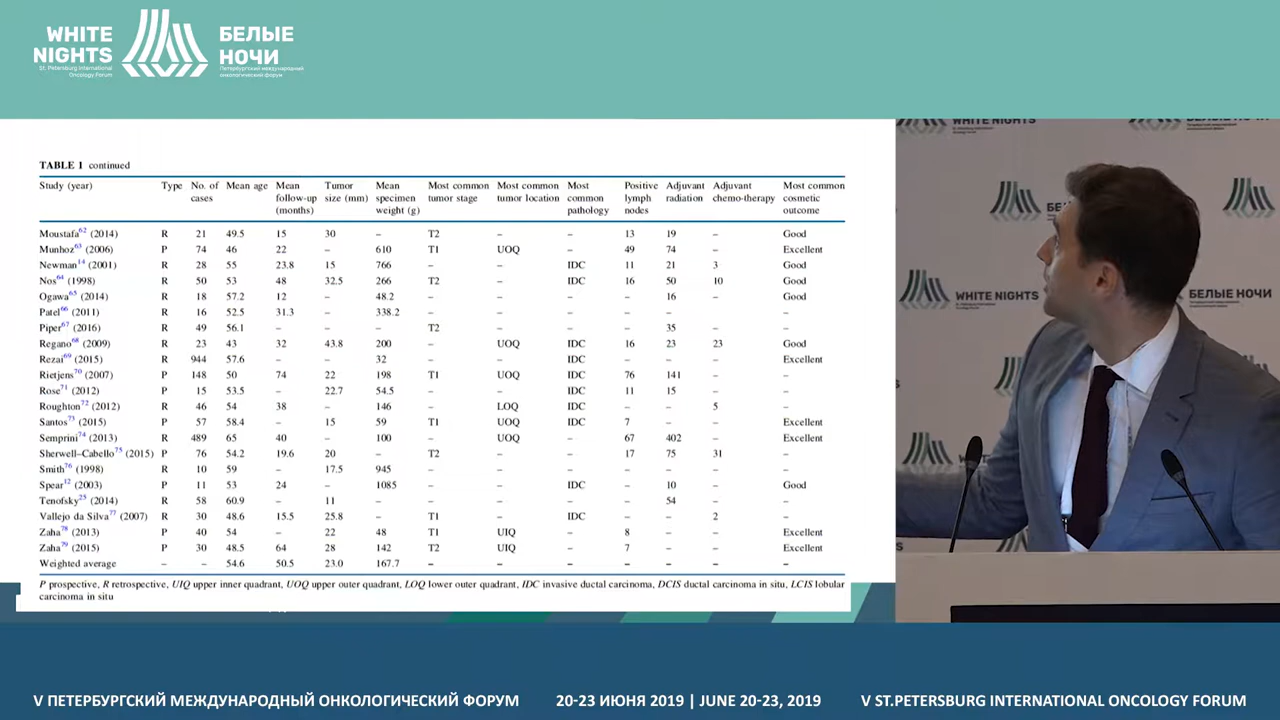 WHITE NIGHTS
St. Petersburg International Oncology Forum
БЕЛЫЕ НОЧИ
Петербургский международный онкологический форум
TABLE 1 continued
Study (year) Type No. of cases Mean age Mean follow-up (months) Tumor size (mm) Mean specimen weight (g) Most common tumor stage Most common tumor location Most common pathology Positive lymph nodes Adjuvant radiation Adjuvant chemo-therapy Most common cosmetic outcome
Moustafa62 (2014) R 21 49.5 15 30 – T2 – – 13 19 – Good
Munhoz63 (2006) P 74 46 22 – 610 T1 UOQ – 49 74 – Excellent
Newman14 (2001) R 28 55 23.8 15 766 – – IDC 11 21 3 Good
Nos64 (1998) R 50 53 48 32.5 266 T2 – IDC 16 50 10 Good
Ogawa65 (2014) R 18 57.2 12 – 48.2 – – – – 16 – Good
Patel66 (2011) R 16 52.5 31.3 – 338.2 – – – – – – –
Piper67 (2016) R 49 56.1 – – – T2 – – – 35 – –
Regano68 (2009) R 23 43 32 43.8 200 – UOQ IDC 16 23 23 Good
Rezai69 (2015) R 944 57.6 – – 32 – – IDC – – – Excellent
Rietjens70 (2007) P 148 50 74 22 198 T1 UOQ IDC 76 141 – –
Rose71 (2012) P 15 53.5 – 22.7 54.5 – – IDC 11 15 – –
Roughton72 (2012) R 46 54 38 – 146 – LOQ IDC – – 5 –
Santos73 (2015) P 57 58.4 – 15 59 T1 UOQ IDC 7 – – Excellent
Semprini74 (2013) R 489 65 40 – 100 – UOQ – 67 402 – Excellent
Sherwell–Cabello75 (2015) P 76 54.2 19.6 20 – T2 – – 17 75 31 –
Smith76 (1998) R 10 59 – 17.5 945 – – – – – – –
Spear12 (2003) P 11 53 24 – 1085 – – IDC – 10 – Good
Tenofsky25 (2014) R 58 60.9 – 11 – – – – – 54 – –
Vallejo da Silva77 (2007) R 30 48.6 15.5 25.8 – T1 – IDC – – 2 –
Zaha78 (2013) P 40 54 – 22 48 T1 UIQ – 8 – – Excellent
Zaha79 (2015) P 30 48.5 64 28 142 T2 UIQ – 7 – – Excellent
Weighted average – – 54.6 50.5 23.0 167.7 – – – – – – –
P prospective, R retrospective, UIQ upper inner quadrant, UOQ upper outer quadrant, LOQ lower outer quadrant, IDC invasive ductal carcinoma, DCIS ductal carcinoma in situ, LCIS lobular
carcinoma in situ
WHITE NIGHTS
БЕЛЫЕ НОЧИ
WHITE NIGHTS
БЕЛЫЕ НОЧИ
V ПЕТЕРБУРГСКИЙ МЕЖДУНАРОДНЫЙ ОНКОЛОГИЧЕСКИЙ ФОРУМ
20-23 ИЮНЯ 2019 | JUNE 20-23, 2019
V ST.PETERSBURG INTERNATIONAL ONCOLOGY FORUM